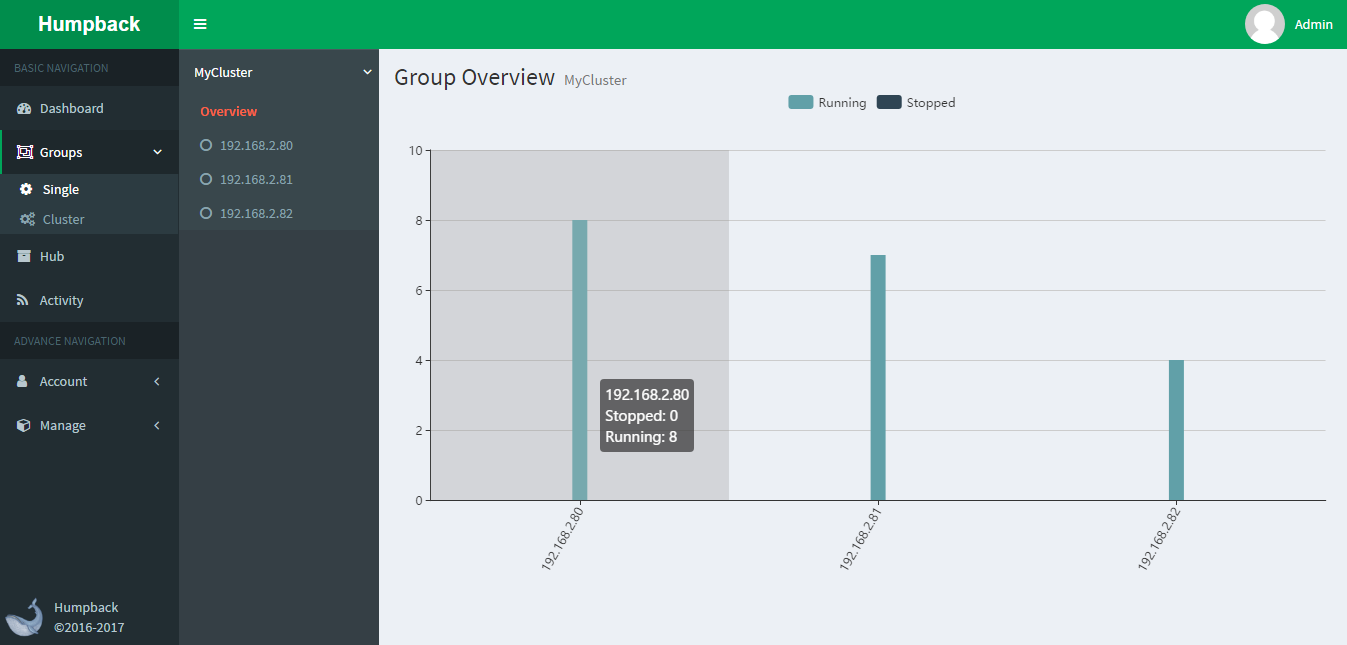 Humpback
Admin
BASIC NAVIGATION
Dashboard
Groups
Single
Cluster
Hub
Activity
ADVANCE NAVIGATION
Account
Manage
Humpback
©2016-2017
MyCluster
Overview
192.168.2.80
192.168.2.81
192.168.2.82
Group Overview MyCluster
Running Stopped
10
8
6
4
2
0
192.168.2.80
Stopped: 0
Running: 8
192.168.2.80
192.168.2.81
192.168.2.82